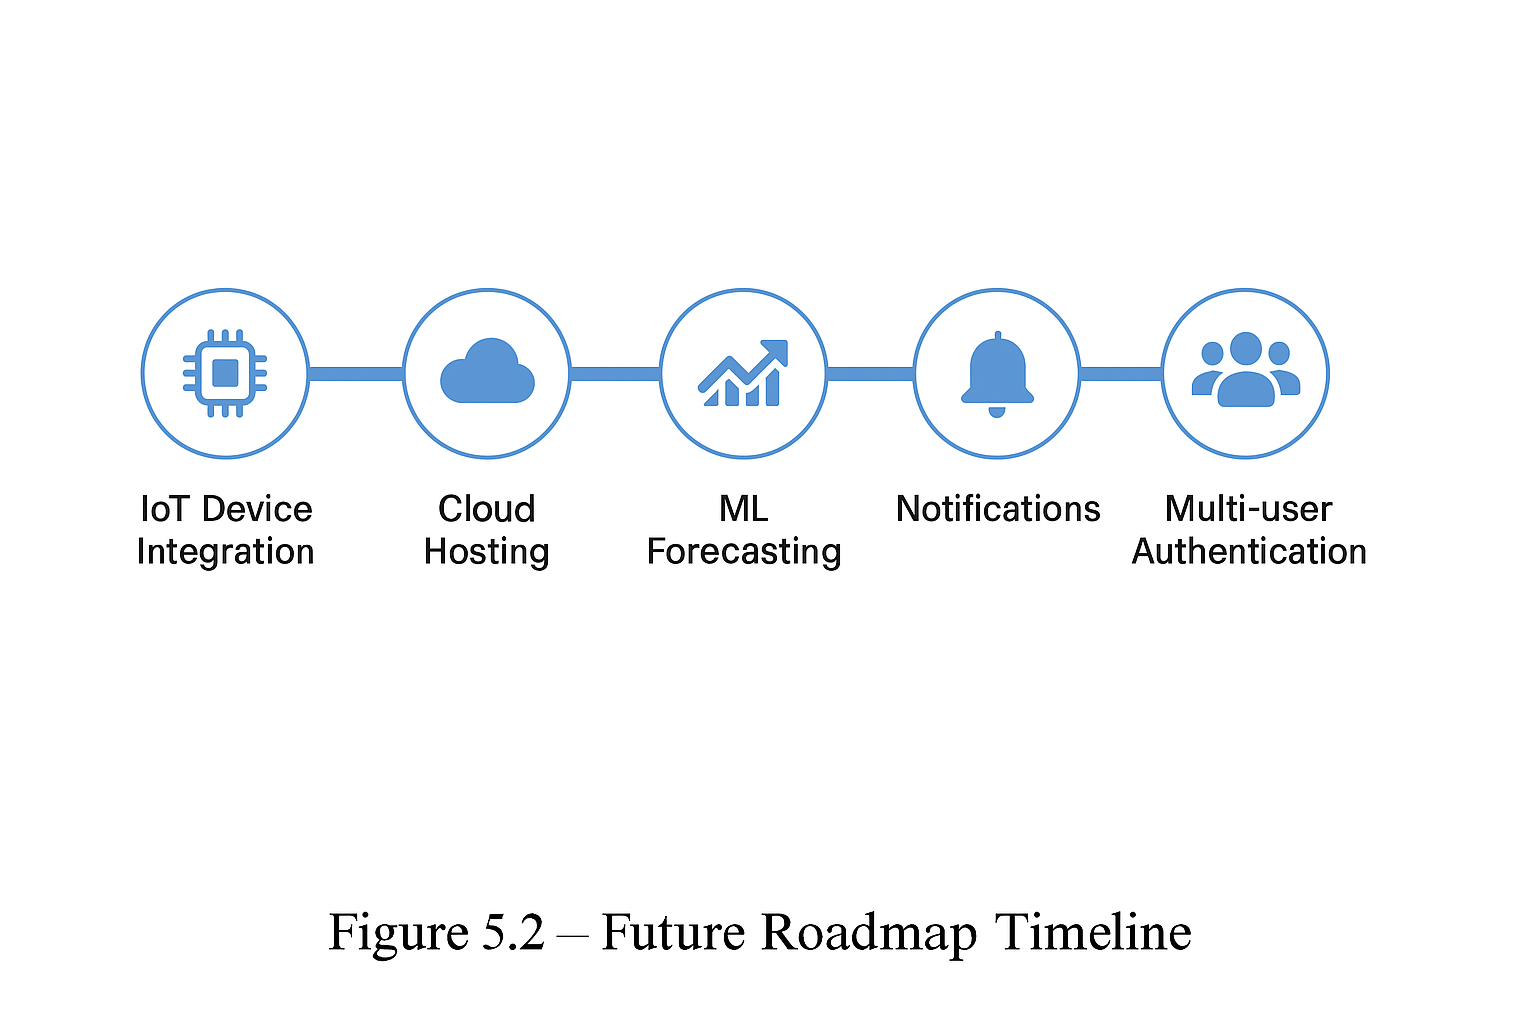 IoT Device
Integration
Cloud
Hosting
ML
Forecasting
Notifications
Multi-user
Authentication
Figure 5.2 – Future Roadmap Timeline